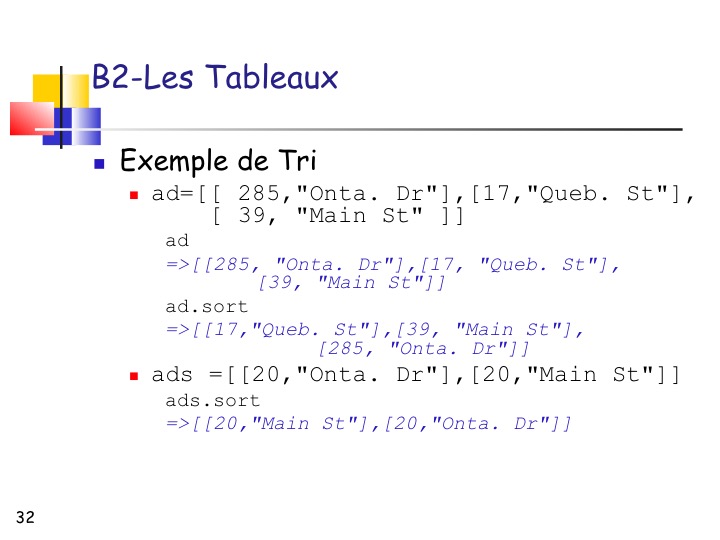 B2-Les Tableaux
Exemple de Tri
ad=[[ 285,"Onta. Dr"],[17,"Queb. St"],
[ 39, "Main St" ]]
ad
=>[[285, "Onta. Dr"],[17, "Queb. St"],
[39, "Main St"]]
ad.sort
=>[[17,"Queb. St"],[39, "Main St"],
[285, "Onta. Dr"]]
ads =[[20,"Onta. Dr"],[20,"Main St"]]
ads.sort
=>[[20,"Main St"],[20,"Onta. Dr"]]
32